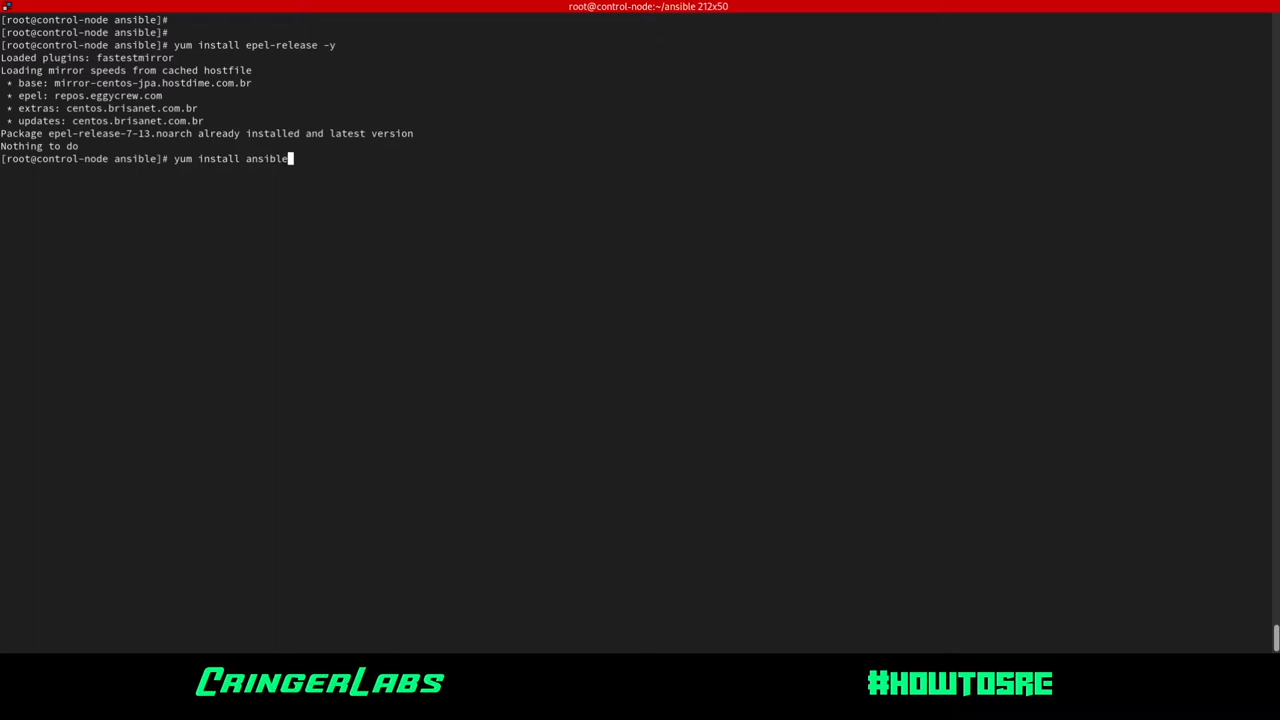 root@control-node:~/ansible 212x50
[root@control-node ansible]#
[root@control-node ansible]#
[root@control-node ansible]# yum install epel-release -y
Loaded plugins: fastestmirror
Loading mirror speeds from cached hostfile
 * base: mirror-centos-jpa.hostdime.com.br
 * epel: repos.eggycrew.com
 * extras: centos.brisanet.com.br
 * updates: centos.brisanet.com.br
Package epel-release-7-13.noarch already installed and latest version
Nothing to do
[root@control-node ansible]# yum install ansible
CringerLabs
#HOWTOSRE